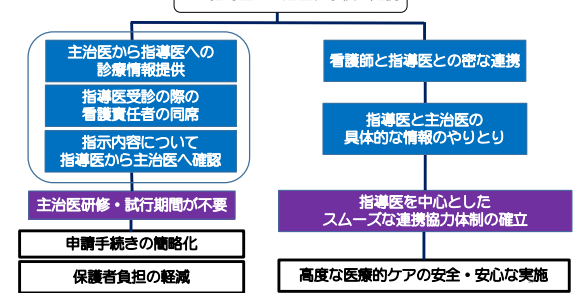 主治医から指導医への
診療情報提供
指導医受診の際の
看護責任者の同席
指示内容について
指導医から主治医へ確認
主治医研修・試行期間が不要
申請手続きの簡略化
保護者負担の軽減
看護師と指導医との密な連携
指導医と主治医の
具体的な情報のやりとり
指導医を中心とした
スムーズな連携協力体制の確立
高度な医療的ケアの安全・安心な実施